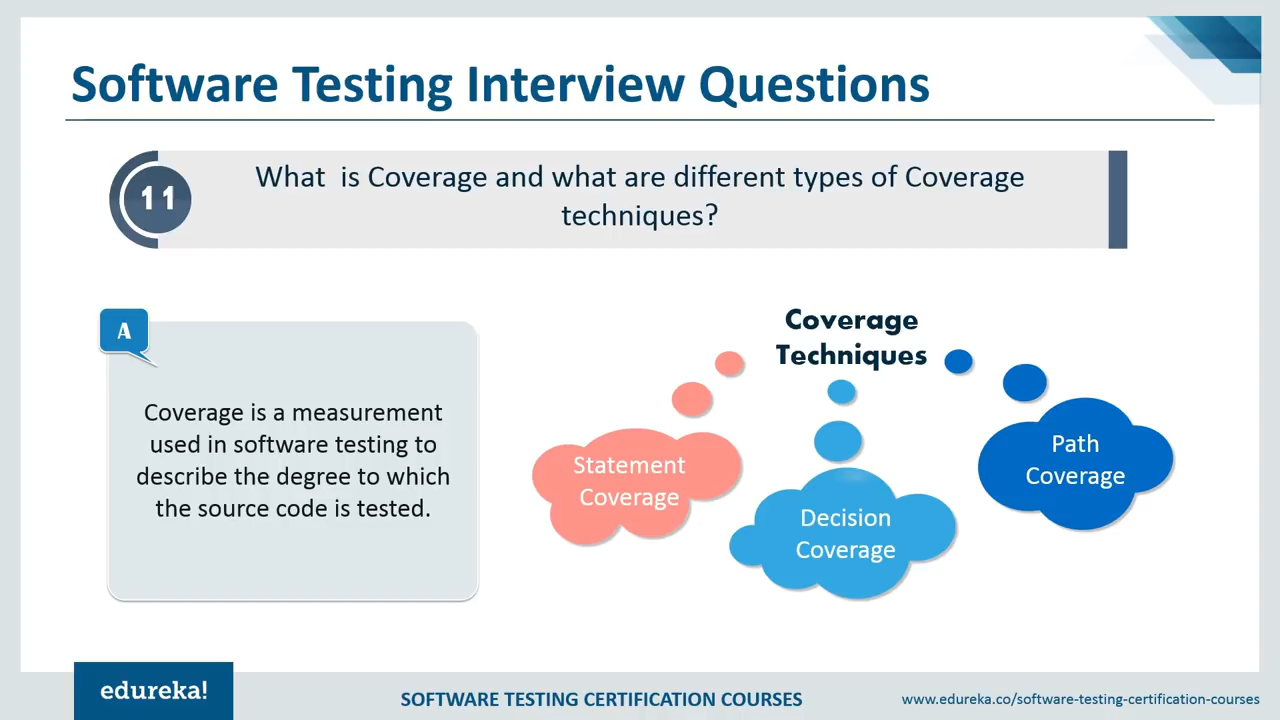 Software Testing Interview Questions
11
What is Coverage and what are different types of Coverage
techniques?
A
Coverage is a measurement
used in software testing to
describe the degree to which
the source code is tested.
Coverage
Techniques
Statement
Coverage
Decision
Coverage
Path
Coverage
edureka!
SOFTWARE TESTING CERTIFICATION COURSES
www.edureka.co/software-testing-certification-courses